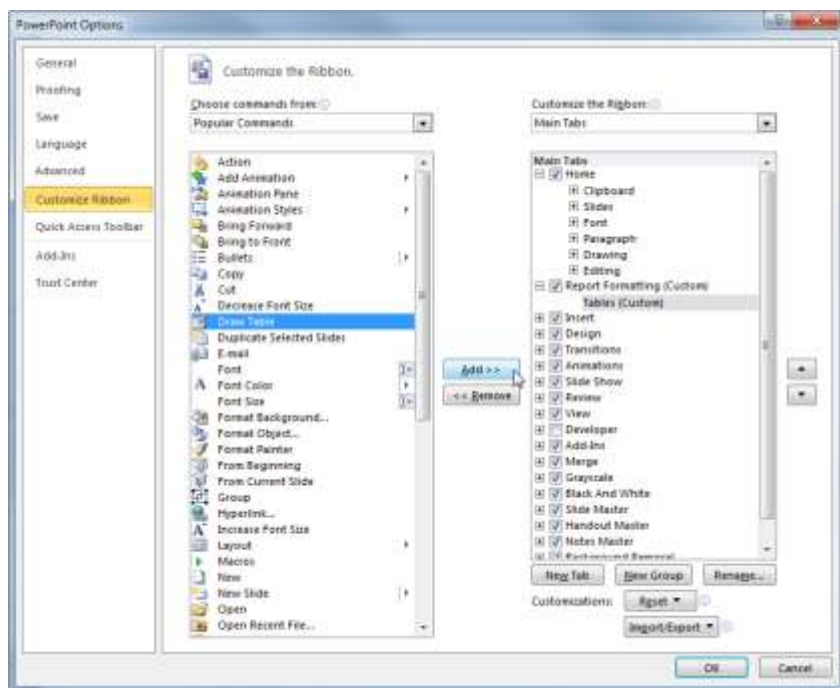 PowerPoint Options
General
Proofing
Save
Language
Advanced
Customize Ribbon
Quick Access Toolbar
Add-Ins
Trust Center
Customize the Ribbon.
Choose commands from:
Popular Commands
Action
Add Animation
Animation Pane
Animation Styles
Bring Forward
Bring to Front
Bullets
Copy
Cut
Decrease Font Size
Draw Table
Duplicate Selected Slides
E-mail
Font
Font Color
Font Size
Format Background...
Format Object...
Format Painter
From Beginning
From Current Slide
Group
Hyperlink...
Increase Font Size
Layout
Macros
New
New Slide
Open
Open Recent File...
Add >>
<< Remove
Customize the Ribbon:
Main Tabs
Main Tabs
Home
Clipboard
Slides
Font
Paragraph
Drawing
Editing
Report Formatting (Custom)
Tables (Custom)
Insert
Design
Transitions
Animations
Slide Show
Review
View
Developer
Add-Ins
Merge
Grayscale
Black And White
Slide Master
Handout Master
Notes Master
Background Removal
New Tab
New Group
Rename...
Customizations:
Reset
Import/Export
OK
Cancel